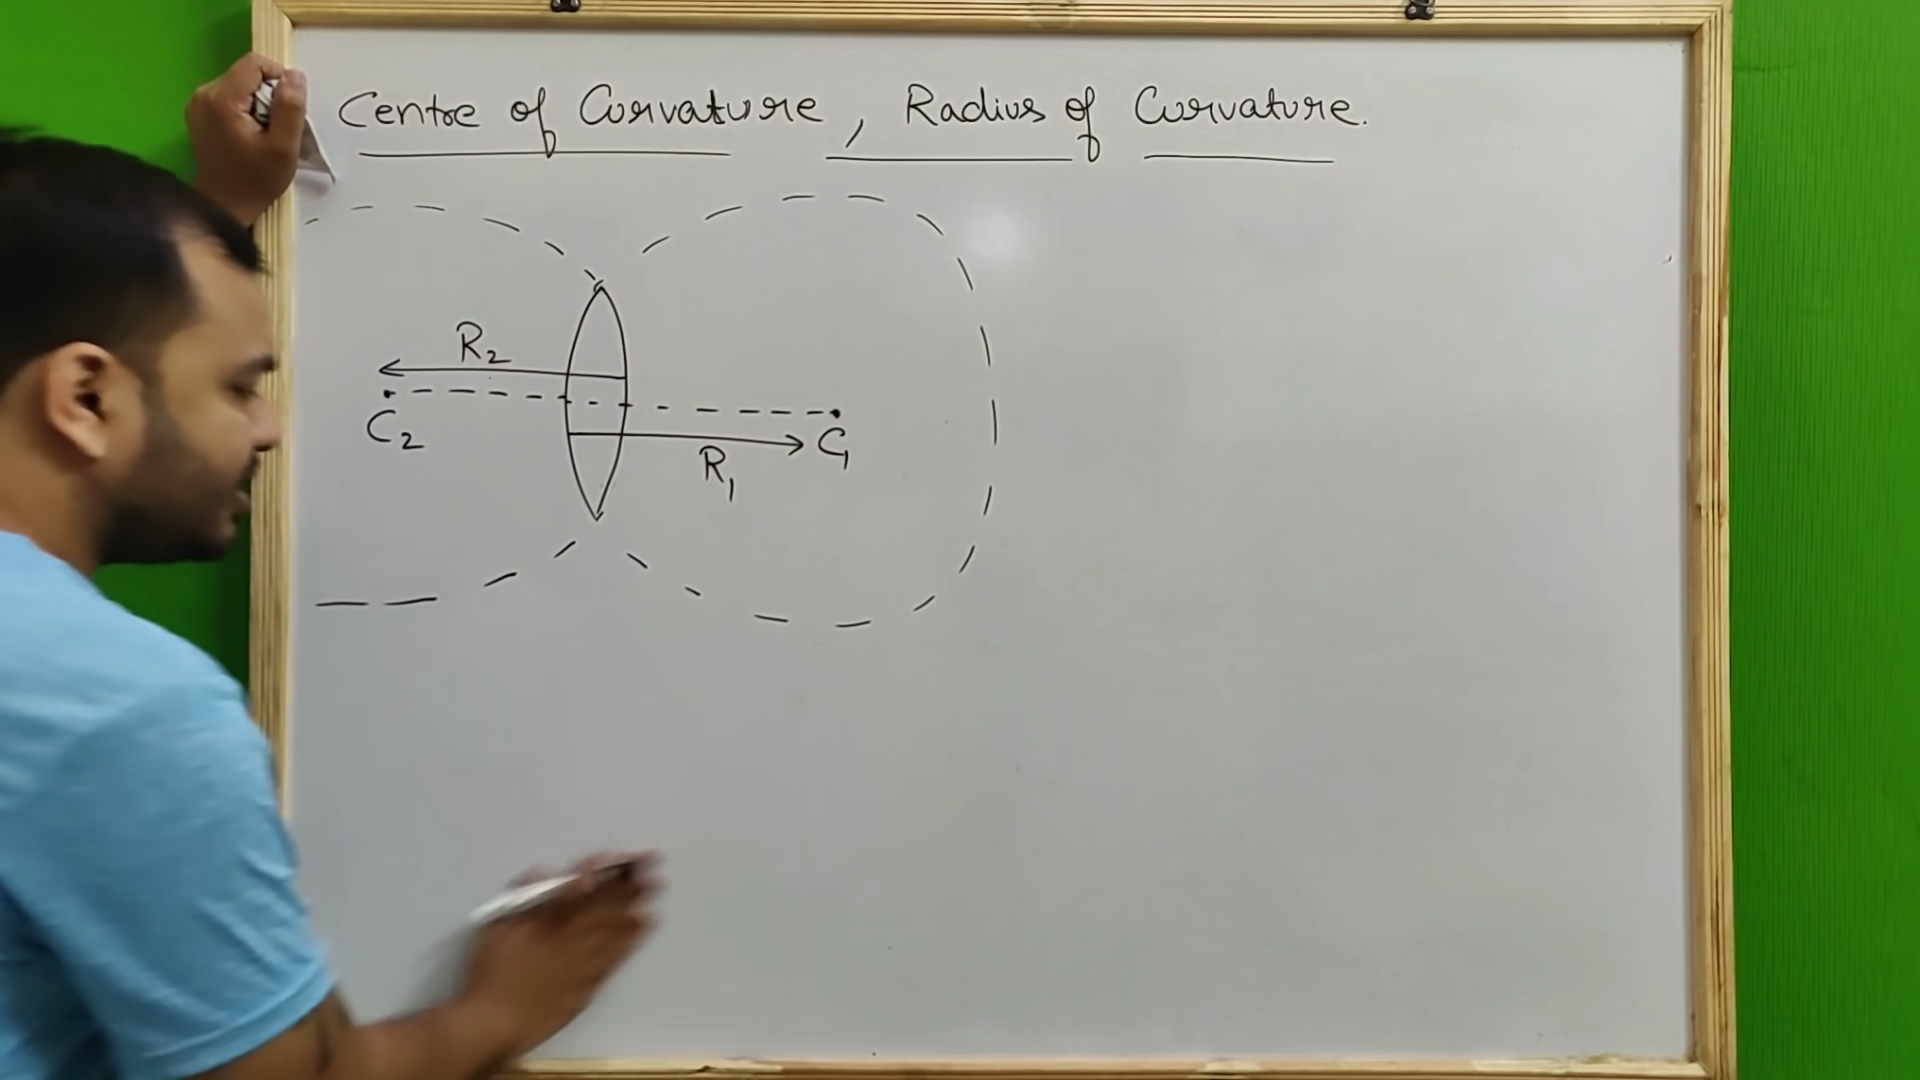 Centre of Curvature, Radius of Curvature.
R2
C2
C1
R1